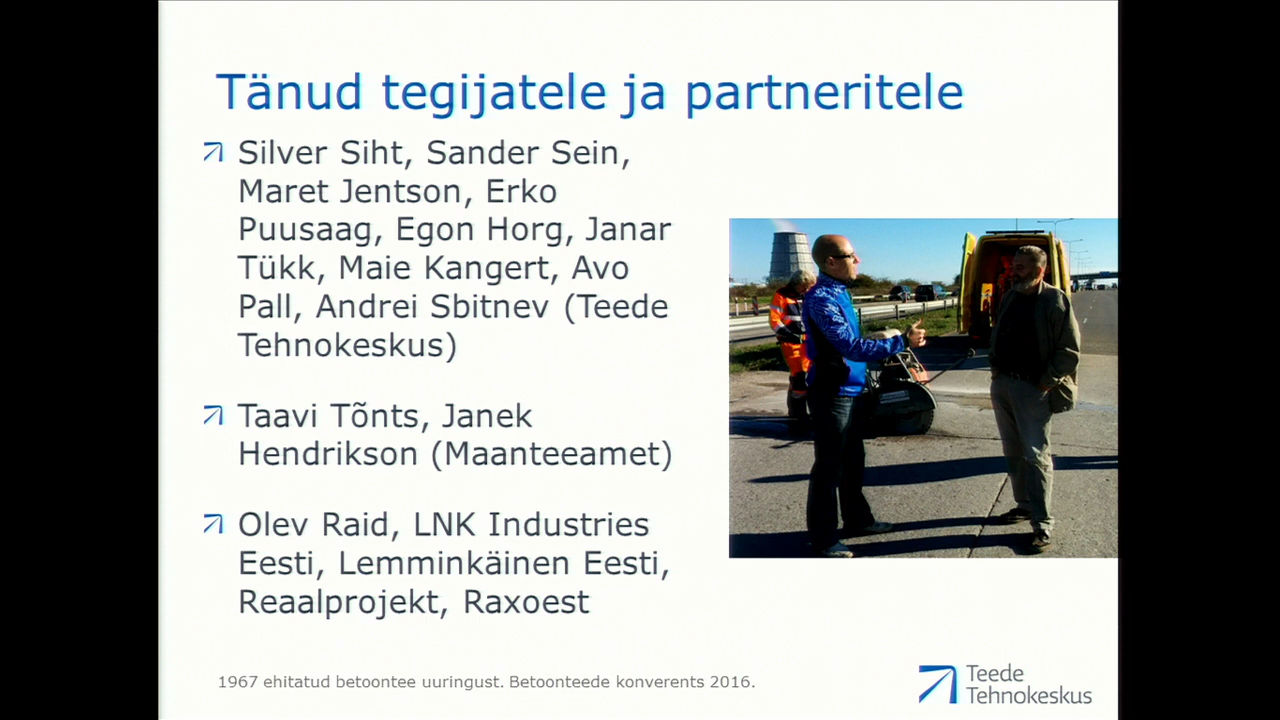 Tänud tegijatele ja partneritele
Silver Siht, Sander Sein,
Maret Jentson, Erko
Puusaag, Egon Horg, Janar
Tükk, Maie Kangert, Avo
Pall, Andrei Sbitnev (Teede
Tehnokeskus)
Taavi Tõnts, Janek
Hendrikson (Maanteeamet)
Olev Raid, LNK Industries
Eesti, Lemminkäinen Eesti,
Reaalprojekt, Raxoest
1967 ehitatud betoontee uuringust. Betoonteede konverents 2016.
Teede
Tehnokeskus